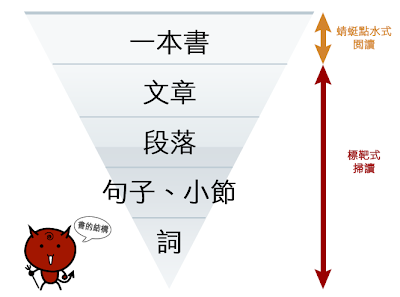 一本書
文章
段落
句子、小節
詞
蜻蜓點水式
閱讀
標靶式
掃讀
書的結構